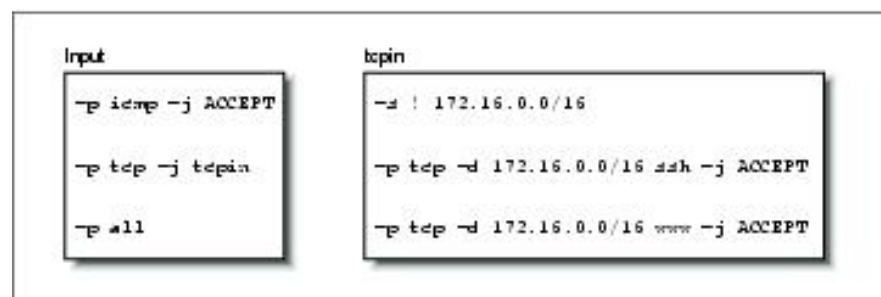 Input
-p icmp -j ACCEPT
-p tcp -j tcpin
-p all
tcpin
-s ! 172.16.0.0/16
-p tcp -d 172.16.0.0/16 ssh -j ACCEPT
-p tcp -d 172.16.0.0/16 www -j ACCEPT